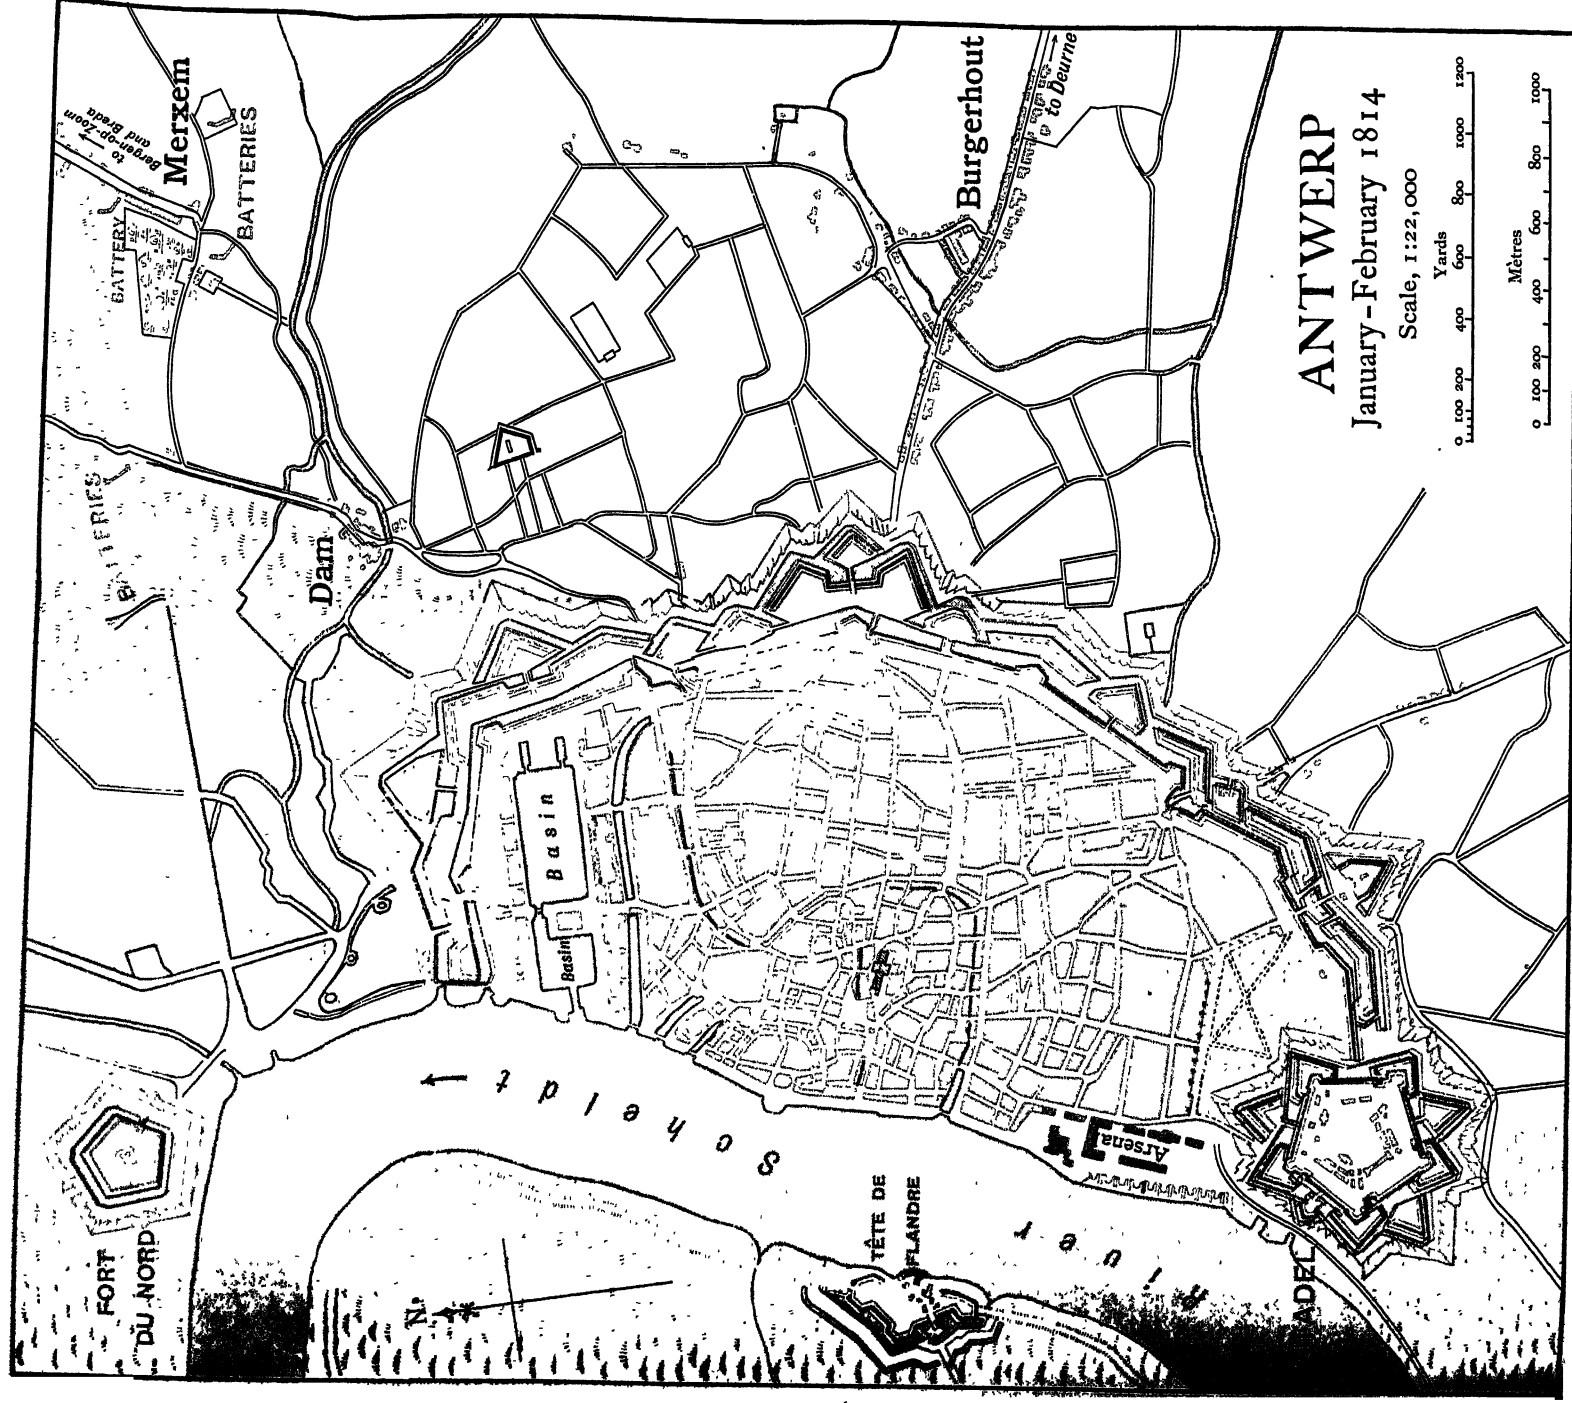 ANTWERP
January–February 1814
Scale, 1:22,000
Yards
0 100 200 400 600 800 1000 1200
Mètres
0 100 200 400 600 800 1000
to
Bergen-op-Zoom
and Breda
Merxem
BATTERY
BATTERIES
BATTERIES
Dam
Burgerhout
to Deurne
Basin
Basin
River Scheldt
Arsenal
FORT
DU NORD
N.
TÊTE DE
FLANDRE